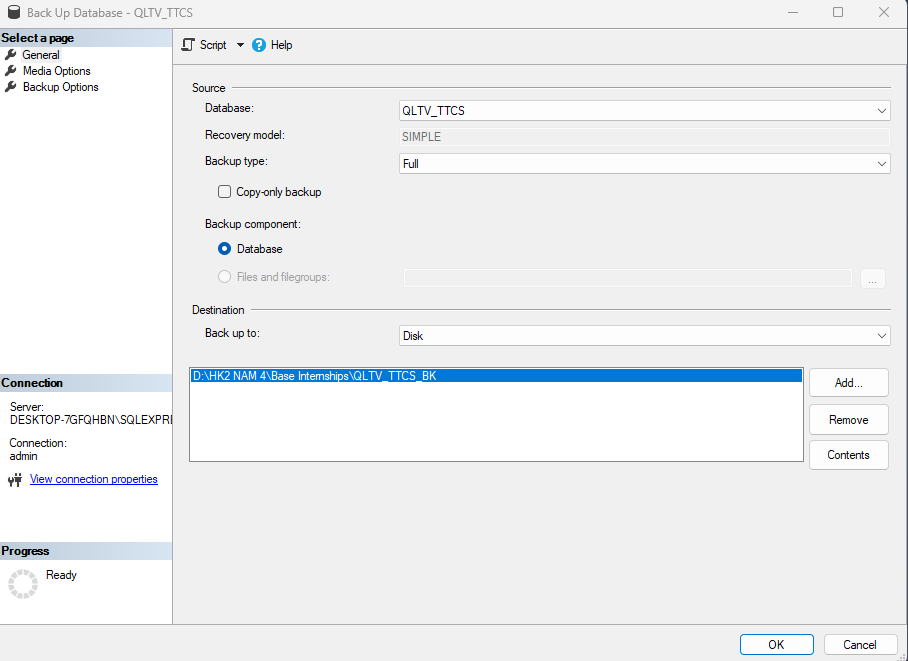 Back Up Database - QLTV_TTCS
Select a page
General
Media Options
Backup Options
Script
Help
Source
Database:
QLTV_TTCS
Recovery model:
SIMPLE
Backup type:
Full
Copy-only backup
Backup component:
Database
Files and filegroups:
...
Destination
Back up to:
Disk
D:\HK2 NAM 4\Base Internships\QLTV_TTCS_BK
Add...
Remove
Contents
Connection
Server:
DESKTOP-7GFQHBN\SQLEXPR
Connection:
admin
View connection properties
Progress
Ready
OK
Cancel